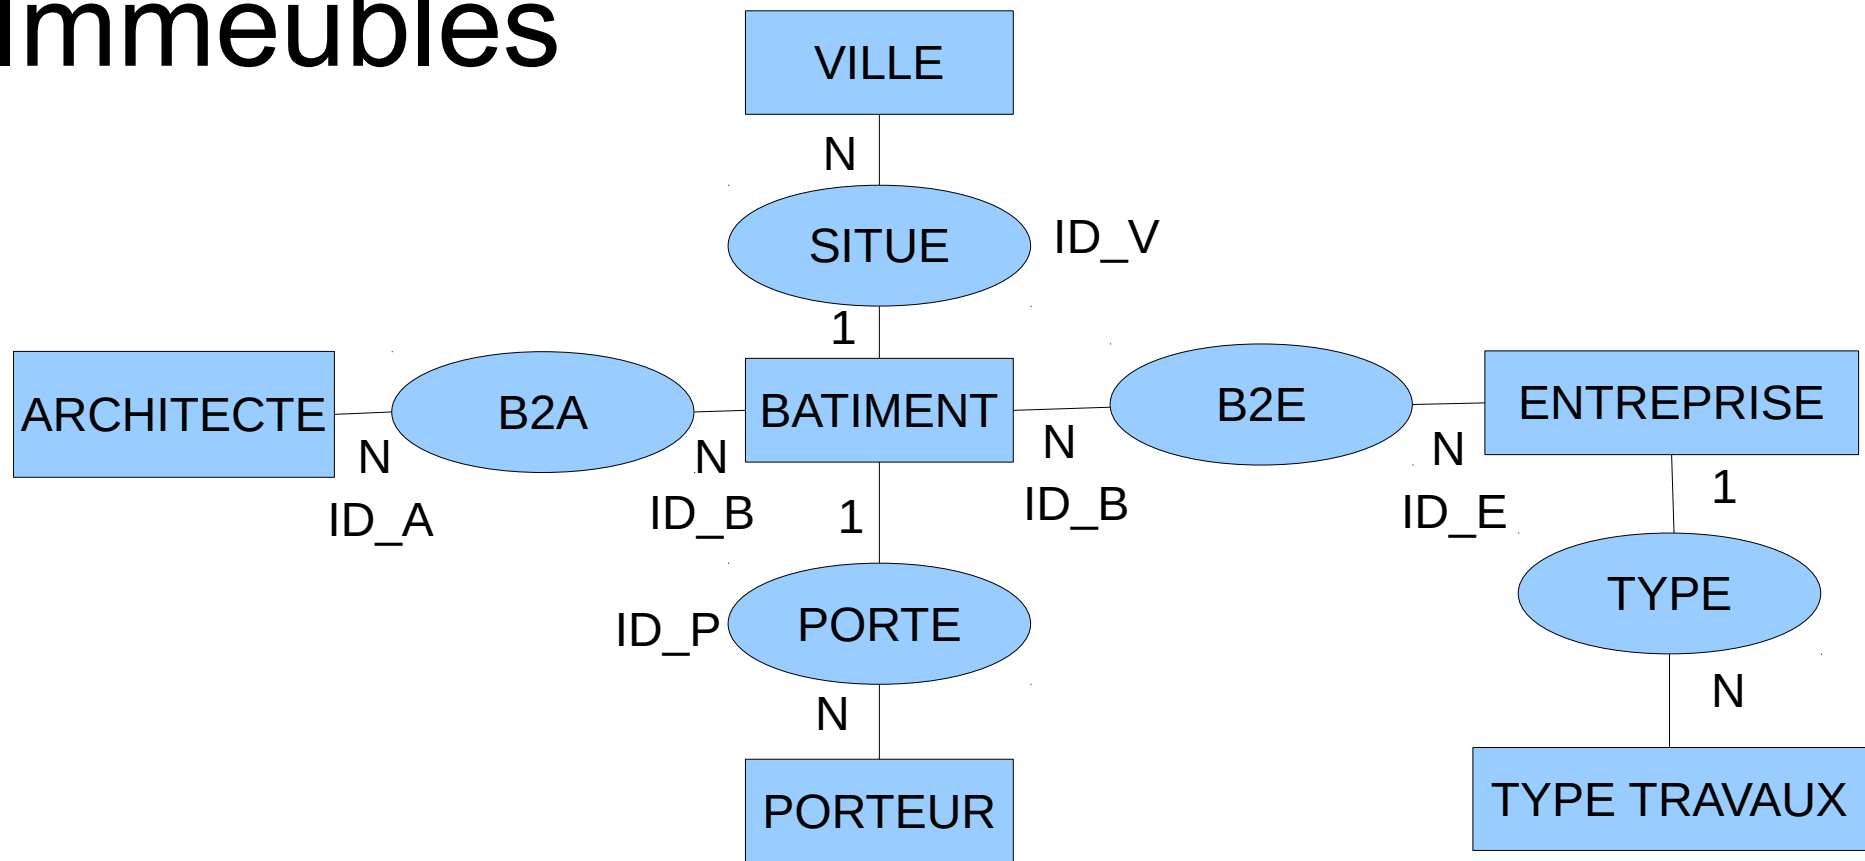 Immeubles
VILLE
N
SITUE
ID_V
1
ARCHITECTE
B2A
BATIMENT
B2E
ENTREPRISE
N
N
N
N
ID_A
ID_B
ID_B
ID_E
1
1
TYPE
ID_P
PORTE
N
N
TYPE TRAVAUX
PORTEUR